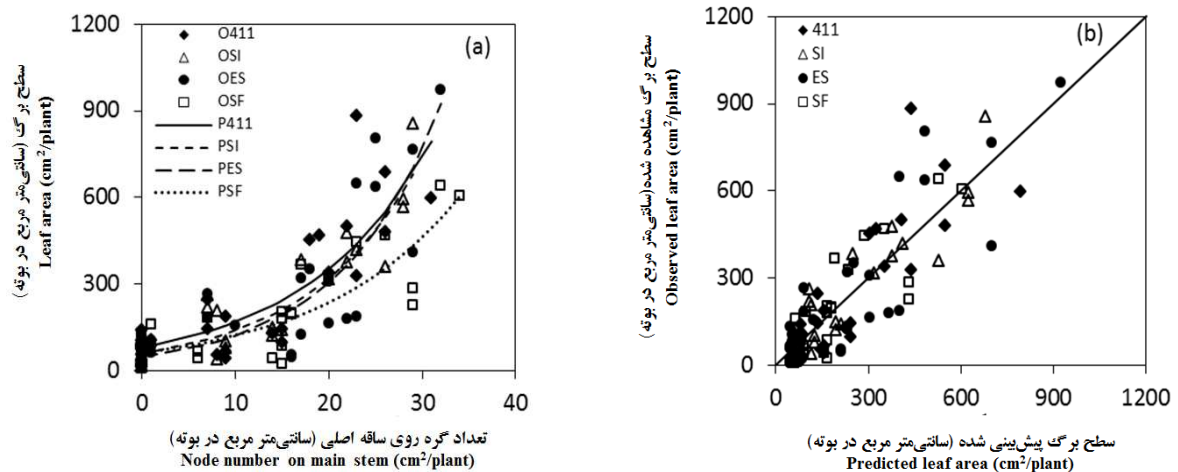 (a)
1200
900
600
300
0
سطح برگ (سانتی‌متر مربع در بوته)
Leaf area (cm²/plant)
O411
OSI
OES
OSF
P411
PSI
PES
PSF
0 10 20 30 40
تعداد گره روی ساقه اصلی (سانتی‌متر مربع در بوته)
Node number on main stem (cm²/plant)
(b)
1200
900
600
300
0
سطح برگ مشاهده شده(سانتی‌متر مربع در بوته)
Observed leaf area (cm²/plant)
411
SI
ES
SF
0 300 600 900 1200
سطح برگ پیش‌بینی شده (سانتی‌متر مربع در بوته)
Predicted leaf area (cm²/plant)